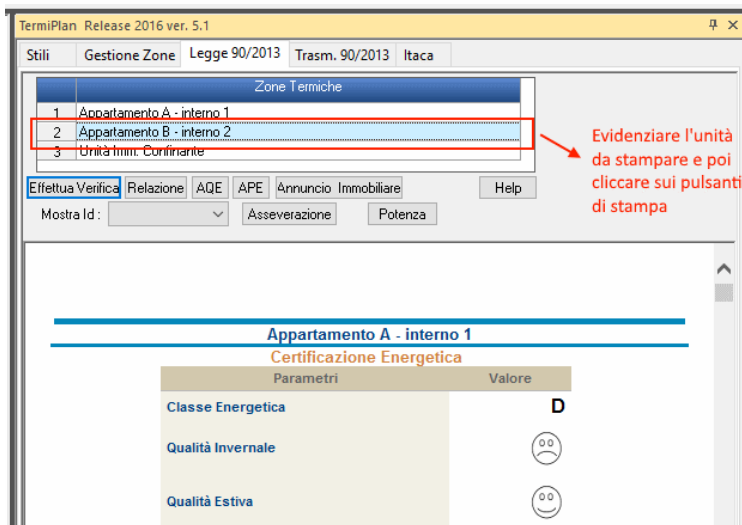 TermiPlan Release 2016 ver. 5.1
Stili Gestione Zone Legge 90/2013 Trasm. 90/2013 Itaca
Zone Termiche
1 Appartamento A - interno 1
2 Appartamento B - interno 2
3 Unità Imm. Confinante
Evidenziare l'unità
da stampare e poi
cliccare sui pulsanti
di stampa
Effettua Verifica Relazione AQE APE Annuncio Immobiliare Help
Mostra Id : Asseverazione Potenza
Appartamento A - interno 1
Certificazione Energetica
Parametri Valore
Classe Energetica D
Qualità Invernale
Qualità Estiva